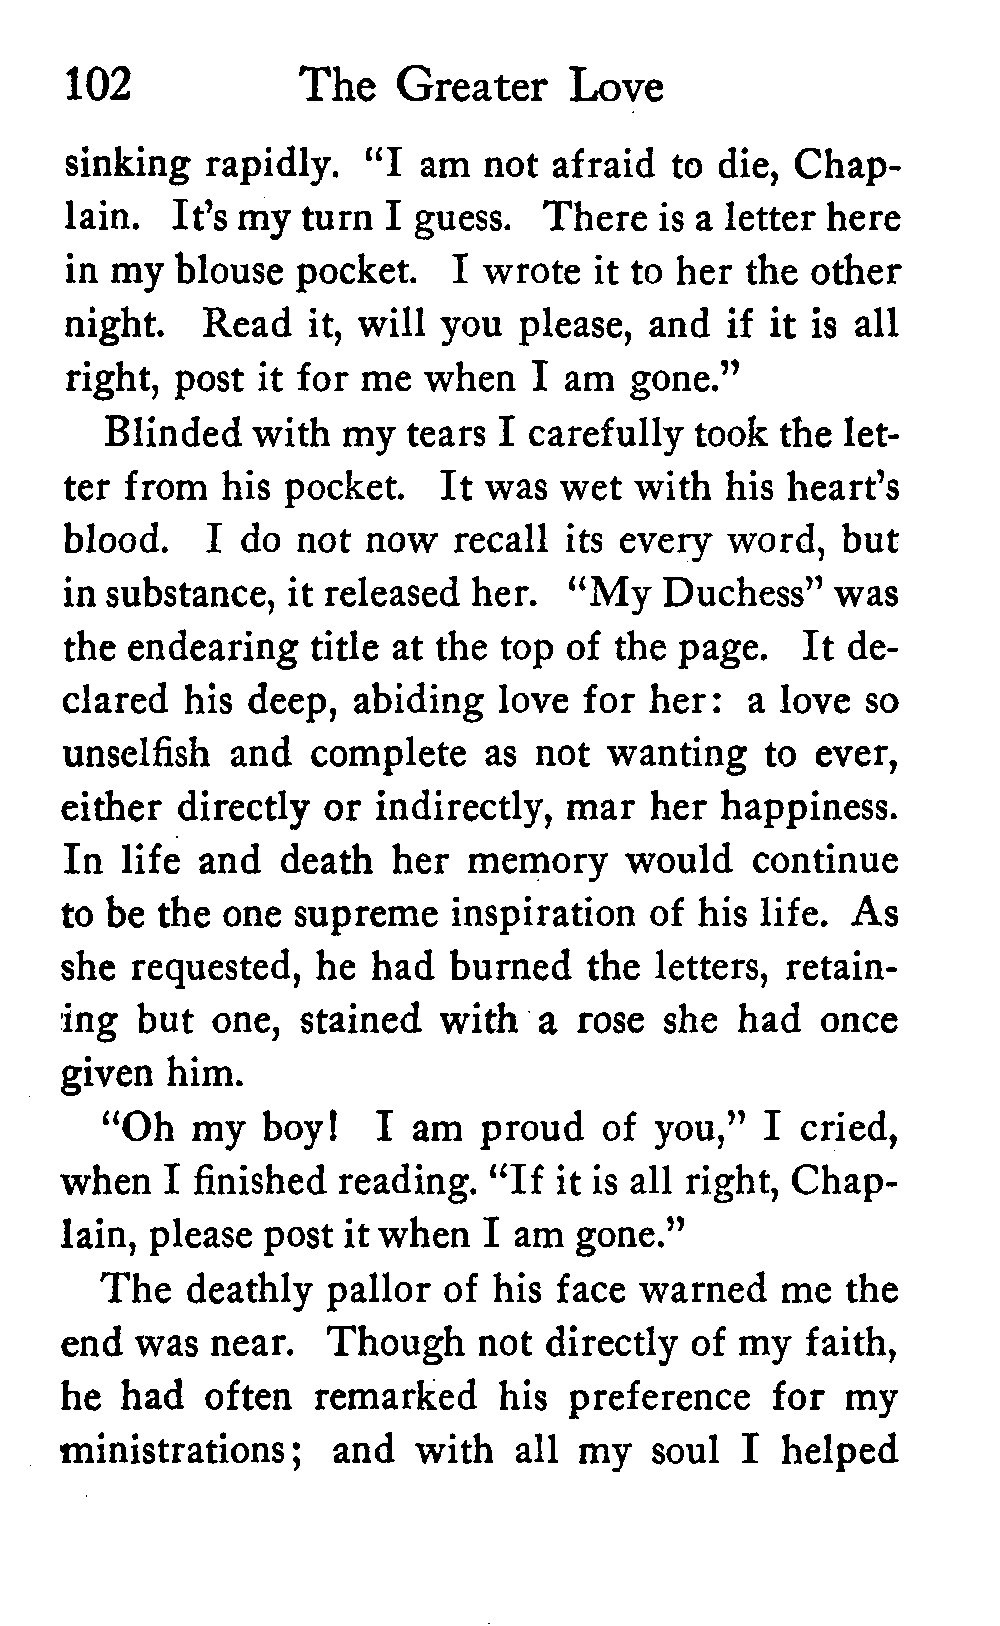 102 The Greater Love
sinking rapidly. "I am not afraid to die, Chap-
lain. It's my turn I guess. There is a letter here
in my blouse pocket. I wrote it to her the other
night. Read it, will you please, and if it is all
right, post it for me when I am gone."
Blinded with my tears I carefully took the let-
ter from his pocket. It was wet with his heart's
blood. I do not now recall its every word, but
in substance, it released her. "My Duchess" was
the endearing title at the top of the page. It de-
clared his deep, abiding love for her: a love so
unselfish and complete as not wanting to ever,
either directly or indirectly, mar her happiness.
In life and death her memory would continue
to be the one supreme inspiration of his life. As
she requested, he had burned the letters, retain-
ing but one, stained with a rose she had once
given him.
"Oh my boy! I am proud of you," I cried,
when I finished reading. "If it is all right, Chap-
lain, please post it when I am gone."
The deathly pallor of his face warned me the
end was near. Though not directly of my faith,
he had often remarked his preference for my
ministrations; and with all my soul I helped